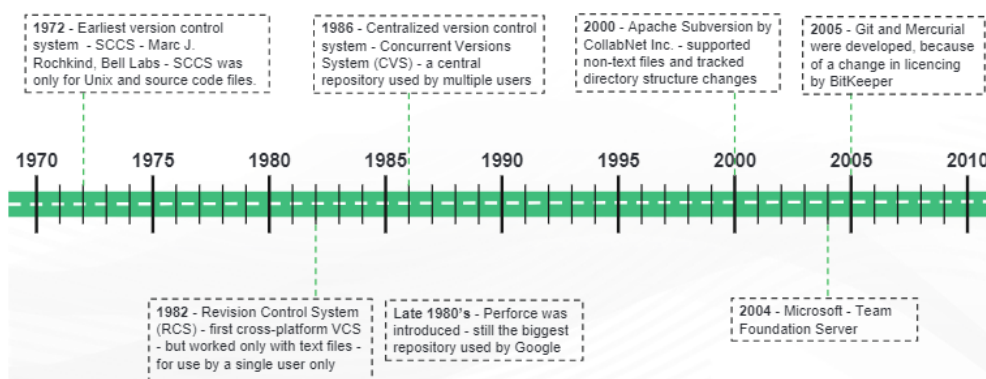 1972 - Earliest version control
system - SCCS - Marc J.
Rochkind, Bell Labs - SCCS was
only for Unix and source code files.
1986 - Centralized version control
system - Concurrent Versions
System (CVS) - a central
repository used by multiple users
2000 - Apache Subversion by
CollabNet Inc. - supported
non-text files and tracked
directory structure changes
2005 - Git and Mercurial
were developed, because
of a change in licencing
by BitKeeper
1970 1975 1980 1985 1990 1995 2000 2005 2010
1982 - Revision Control System
(RCS) - first cross-platform VCS
- but worked only with text files -
for use by a single user only
Late 1980's - Perforce was
introduced - still the biggest
repository used by Google
2004 - Microsoft - Team
Foundation Server